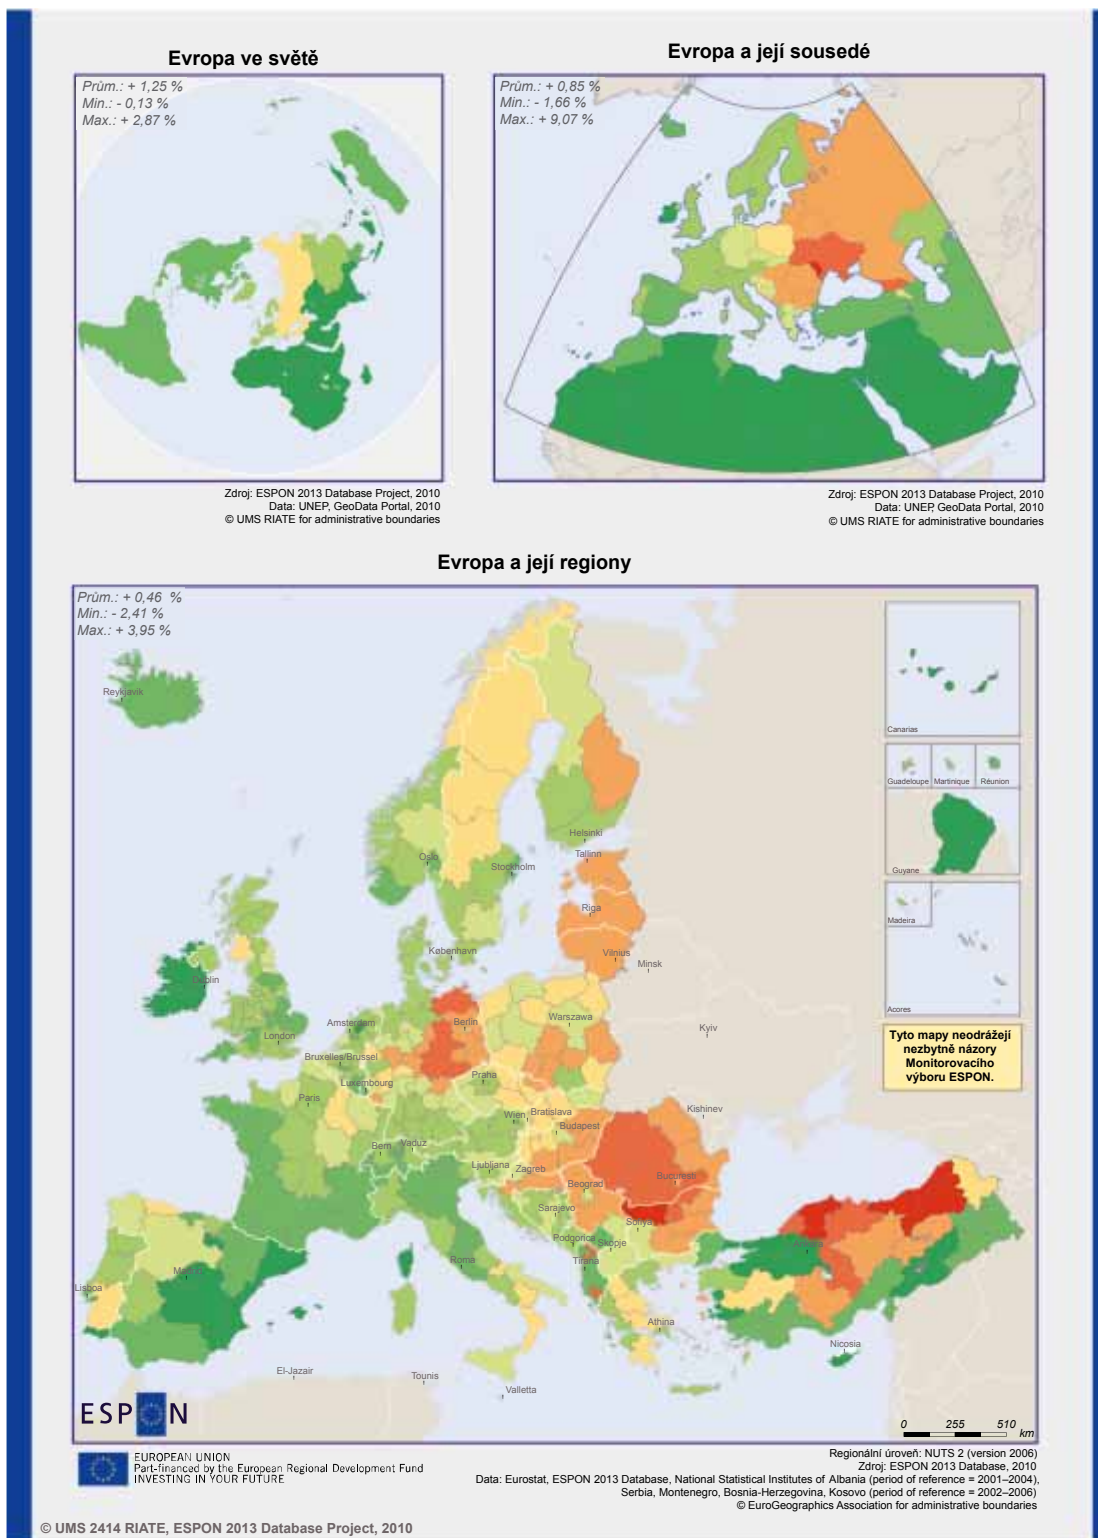 Evropa ve světě
Prům.: + 1,25 %
Min.: - 0,13 %
Max.: + 2,87 %
Zdroj: ESPON 2013 Database Project, 2010
Data: UNEP, GeoData Portal, 2010
© UMS RIATE for administrative boundaries
Evropa a její sousedé
Prům.: + 0,85 %
Min.: - 1,66 %
Max.: + 9,07 %
Zdroj: ESPON 2013 Database Project, 2010
Data: UNEP, GeoData Portal, 2010
© UMS RIATE for administrative boundaries
Evropa a její regiony
Prům.: + 0,46 %
Min.: - 2,41 %
Max.: + 3,95 %
Reykjavik
Canarias
Guadeloupe
Martinique
Réunion
Guyane
Madeira
Acores
Helsinki
Tallinn
Oslo
Stockholm
Riga
København
Vilnius
Minsk
Dublin
London
Amsterdam
Berlin
Warszawa
Kyiv
Bruxelles/Brussel
Luxembourg
Praha
Paris
Wien
Bratislava
Budapest
Kishinev
Bern
Vaduz
Ljubljana
Zagreb
Beograd
Bucuresti
Sarajevo
Sofiya
Podgorica
Skopje
Tirana
Roma
Lisboa
Athina
Nicosia
El-Jazair
Tounis
Valletta
Tyto mapy neodrážejí
nezbytně názory
Monitorovacího
výboru ESPON.
ESPON
0 255 510
km
EUROPEAN UNION
Part-financed by the European Regional Development Fund
INVESTING IN YOUR FUTURE
Regionální úroveň: NUTS 2 (version 2006)
Zdroj: ESPON 2013 Database, 2010
Data: Eurostat, ESPON 2013 Database, National Statistical Institutes of Albania (period of reference = 2001–2004),
Serbia, Montenegro, Bosnia-Herzegovina, Kosovo (period of reference = 2002–2006)
© EuroGeographics Association for administrative boundaries
© UMS 2414 RIATE, ESPON 2013 Database Project, 2010